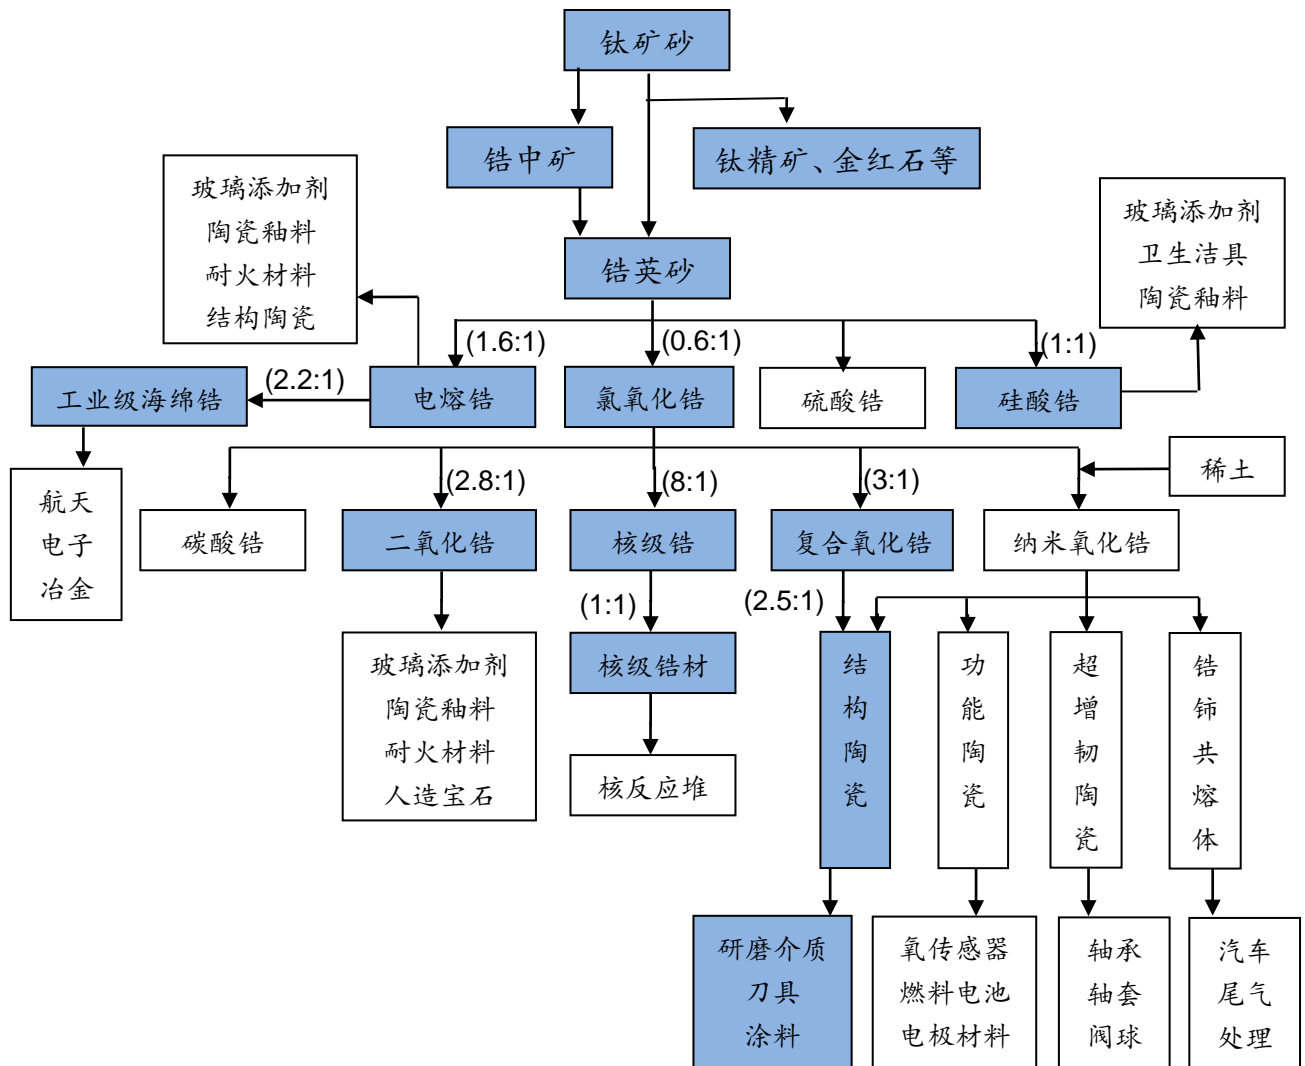 钛矿砂
锆中矿
钛精矿、金红石等
玻璃添加剂
陶瓷釉料
耐火材料
结构陶瓷
玻璃添加剂
卫生洁具
陶瓷釉料
锆英砂
(1.6:1)
(0.6:1)
(1:1)
(2.2:1)
工业级海绵锆
电熔锆
氯氧化锆
硫酸锆
硅酸锆
航天
电子
冶金
(2.8:1)
(8:1)
(3:1)
稀土
碳酸锆
二氧化锆
核级锆
复合氧化锆
纳米氧化锆
(1:1)
(2.5:1)
玻璃添加剂
陶瓷釉料
耐火材料
人造宝石
核级锆材
核反应堆
结
构
陶
瓷
功
能
陶
瓷
超
增
韧
陶
瓷
锆
铈
共
熔
体
研磨介质
刀具
涂料
氧传感器
燃料电池
电极材料
轴承
轴套
阀球
汽车
尾气
处理